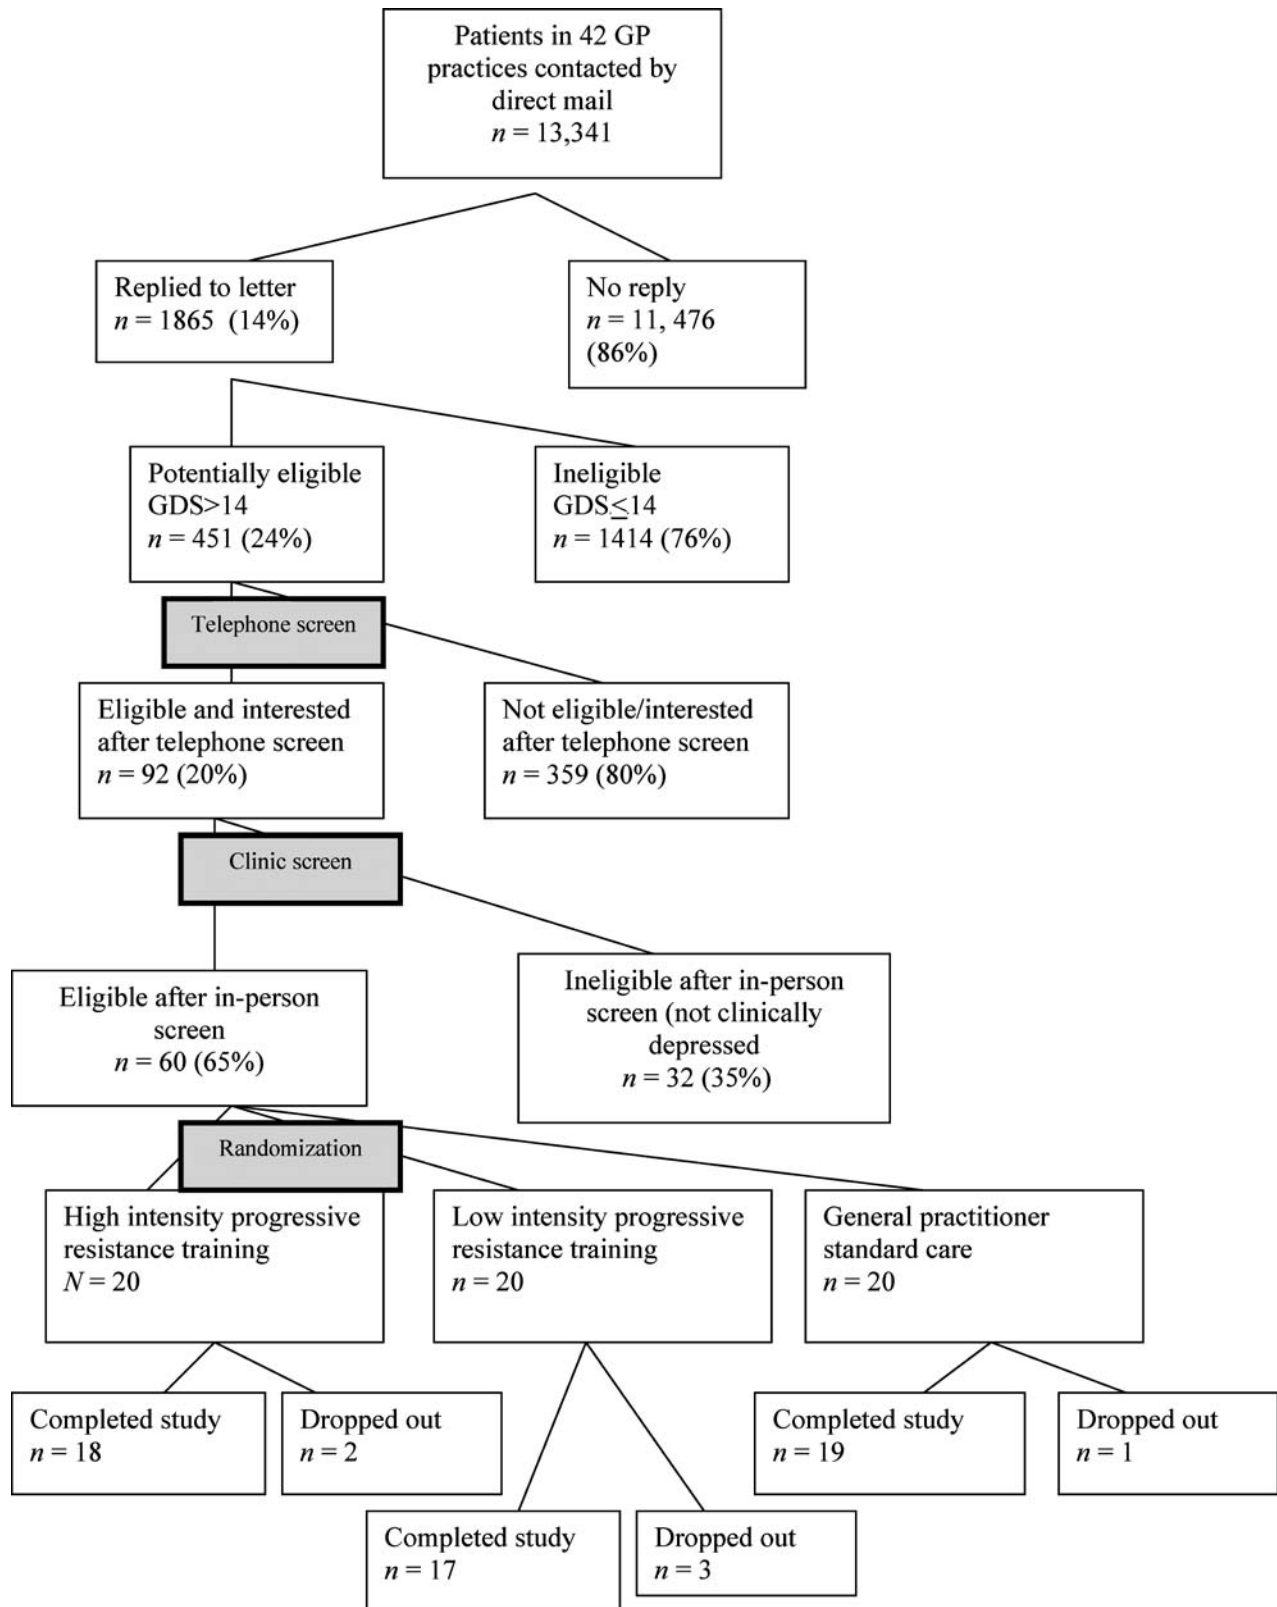 Patients in 42 GP
practices contacted by
direct mail
n = 13,341
Replied to letter
n = 1865 (14%)
No reply
n = 11, 476
(86%)
Potentially eligible
GDS>14
n = 451 (24%)
Ineligible
GDS≤14
n = 1414 (76%)
Telephone screen
Eligible and interested
after telephone screen
n = 92 (20%)
Not eligible/interested
after telephone screen
n = 359 (80%)
Clinic screen
Eligible after in-person
screen
n = 60 (65%)
Ineligible after in-person
screen (not clinically
depressed
n = 32 (35%)
Randomization
High intensity progressive
resistance training
N = 20
Low intensity progressive
resistance training
n = 20
General practitioner
standard care
n = 20
Completed study
n = 18
Dropped out
n = 2
Completed study
n = 17
Dropped out
n = 3
Completed study
n = 19
Dropped out
n = 1